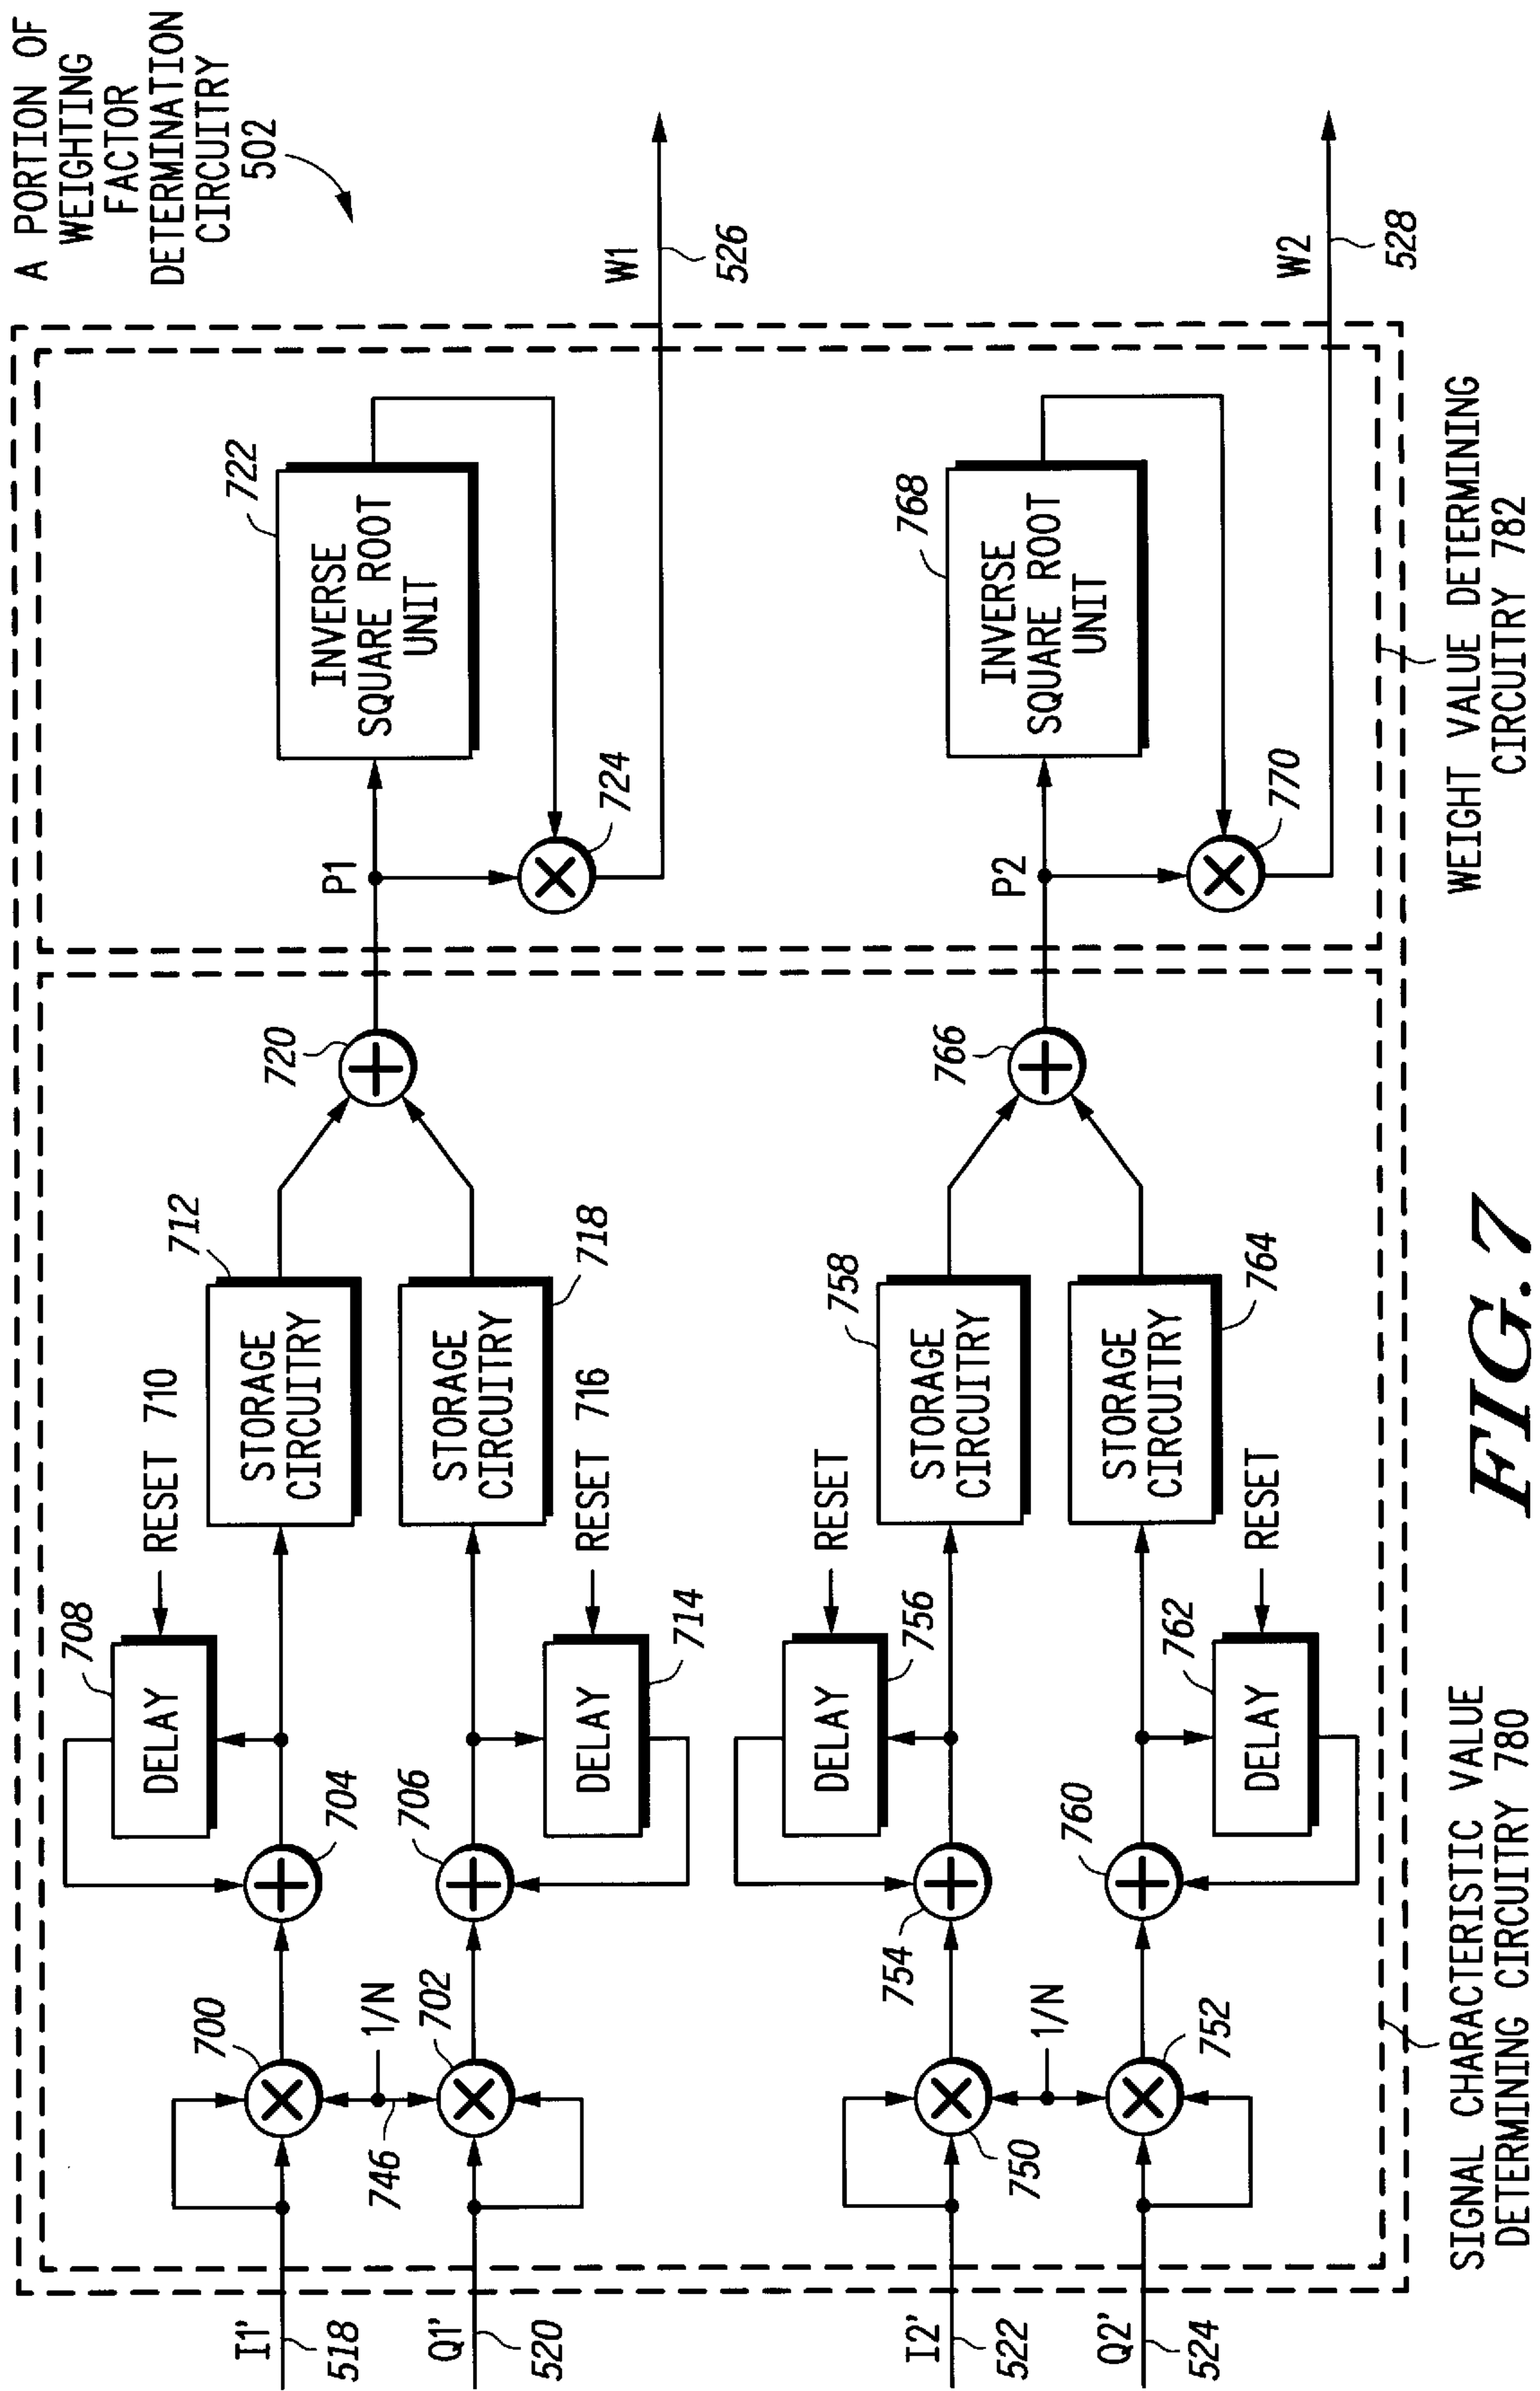 A PORTION OF
WEIGHTING
FACTOR
DETERMINATION
CIRCUITRY
502
I1'
518
700
704
708
DELAY
RESET 710
STORAGE
CIRCUITRY
712
746
1/N
Q1'
520
702
706
DELAY
714
RESET 716
STORAGE
CIRCUITRY
718
720
P1
INVERSE
SQUARE ROOT
UNIT
722
724
W1
526
I2'
522
750
754
DELAY
756
RESET
STORAGE
CIRCUITRY
758
1/N
Q2'
524
752
760
DELAY
762
RESET
STORAGE
CIRCUITRY
764
766
P2
INVERSE
SQUARE ROOT
UNIT
768
770
W2
528
SIGNAL CHARACTERISTIC VALUE
DETERMINING CIRCUITRY 780
WEIGHT VALUE DETERMINING
CIRCUITRY 782
FIG.7